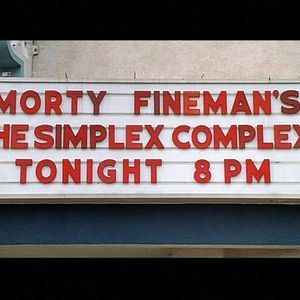 MORTY FINEMAN'S
HE SIMPLEX COMPLEX
TONIGHT 8 PM